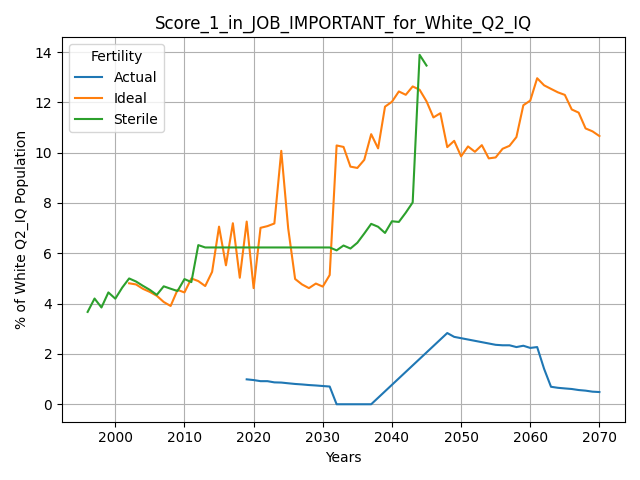 Score_1_in_JOB_IMPORTANT_for_White_Q2_IQ
Fertility
Actual
Ideal
Sterile
% of White Q2_IQ Population
14
12
10
8
6
4
2
0
2000 2010 2020 2030 2040 2050 2060 2070
Years